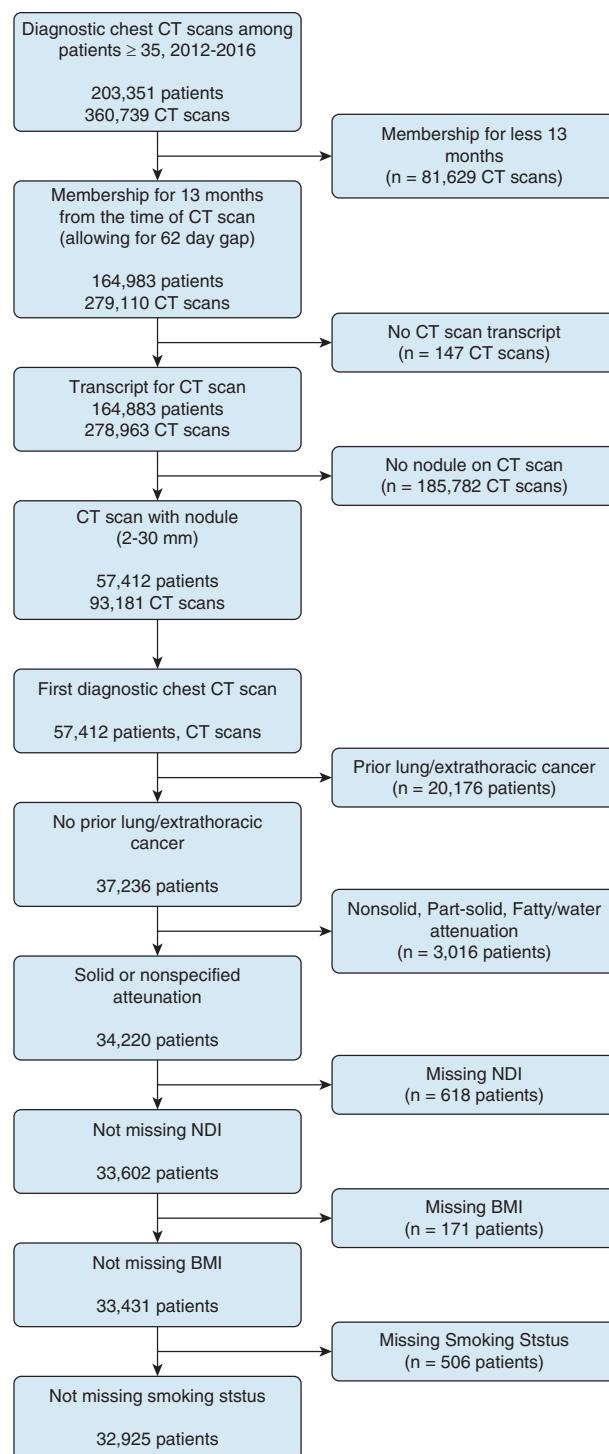 Diagnostic chest CT scans among
patients ≥ 35, 2012-2016
203,351 patients
360,739 CT scans
Membership for less 13
months
(n = 81,629 CT scans)
Membership for 13 months
from the time of CT scan
(allowing for 62 day gap)
164,983 patients
279,110 CT scans
No CT scan transcript
(n = 147 CT scans)
Transcript for CT scan
164,883 patients
278,963 CT scans
No nodule on CT scan
(n = 185,782 CT scans)
CT scan with nodule
(2-30 mm)
57,412 patients
93,181 CT scans
First diagnostic chest CT scan
57,412 patients, CT scans
Prior lung/extrathoracic cancer
(n = 20,176 patients)
No prior lung/extrathoracic
cancer
37,236 patients
Nonsolid, Part-solid, Fatty/water
attenuation
(n = 3,016 patients)
Solid or nonspecified
atteunation
34,220 patients
Missing NDI
(n = 618 patients)
Not missing NDI
33,602 patients
Missing BMI
(n = 171 patients)
Not missing BMI
33,431 patients
Missing Smoking Ststus
(n = 506 patients)
Not missing smoking ststus
32,925 patients